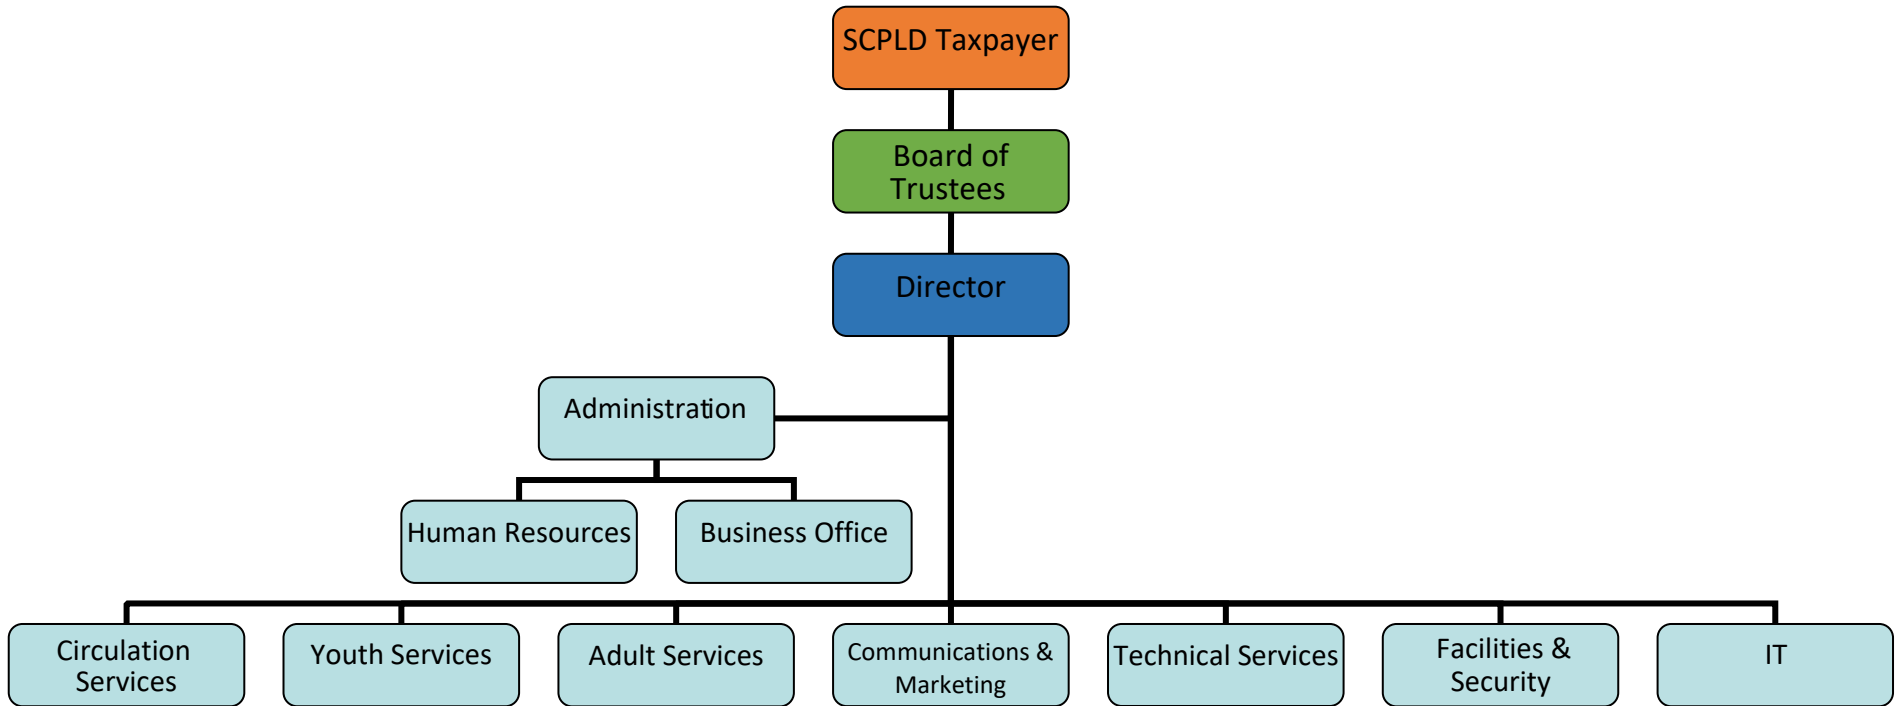 SCPLD Taxpayer
Board of
Trustees
Director
Administration
Human Resources
Business Office
Circulation
Services
Youth Services
Adult Services
Communications &
Marketing
Technical Services
Facilities &
Security
IT